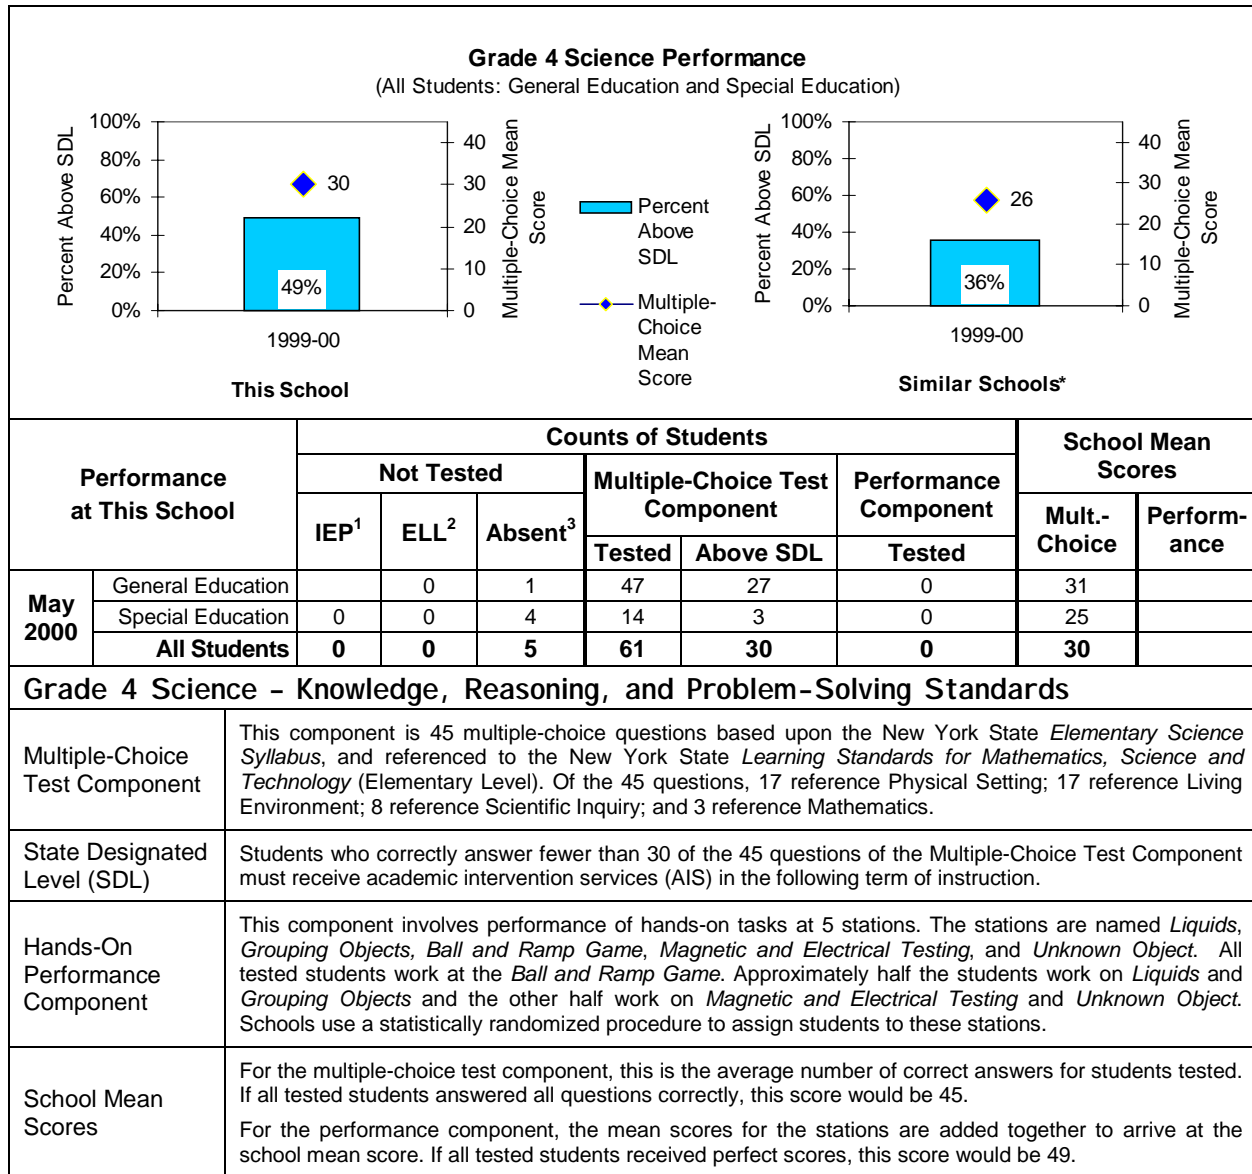 Grade 4 Science Performance
(All Students: General Education and Special Education)
Percent Above SDL
100%
80%
60%
40%
20%
0%
30
49%
40
30
20
10
0
Multiple-Choice Mean
Score
1999-00
This School
Percent
Above
SDL
Multiple-
Choice
Mean
Score
Percent Above SDL
100%
80%
60%
40%
20%
0%
26
36%
40
30
20
10
0
Multiple-Choice Mean
Score
1999-00
Similar Schools*
Performance
at This School
Counts of Students
School Mean
Scores
Not Tested
Multiple-Choice Test
Component
Performance
Component
IEP1 ELL2 Absent3
Tested Above SDL Tested
Mult.-
Choice
Perform-
ance
May
2000
General Education 0 1 47 27 0 31
Special Education 0 0 4 14 3 0 25
All Students 0 0 5 61 30 0 30
Grade 4 Science – Knowledge, Reasoning, and Problem-Solving Standards
Multiple-Choice
Test Component
This component is 45 multiple-choice questions based upon the New York State Elementary Science
Syllabus, and referenced to the New York State Learning Standards for Mathematics, Science and
Technology (Elementary Level). Of the 45 questions, 17 reference Physical Setting; 17 reference Living
Environment; 8 reference Scientific Inquiry; and 3 reference Mathematics.
State Designated
Level (SDL)
Students who correctly answer fewer than 30 of the 45 questions of the Multiple-Choice Test Component
must receive academic intervention services (AIS) in the following term of instruction.
Hands-On
Performance
Component
This component involves performance of hands-on tasks at 5 stations. The stations are named Liquids,
Grouping Objects, Ball and Ramp Game, Magnetic and Electrical Testing, and Unknown Object. All
tested students work at the Ball and Ramp Game. Approximately half the students work on Liquids and
Grouping Objects and the other half work on Magnetic and Electrical Testing and Unknown Object.
Schools use a statistically randomized procedure to assign students to these stations.
School Mean
Scores
For the multiple-choice test component, this is the average number of correct answers for students tested.
If all tested students answered all questions correctly, this score would be 45.
For the performance component, the mean scores for the stations are added together to arrive at the
school mean score. If all tested students received perfect scores, this score would be 49.